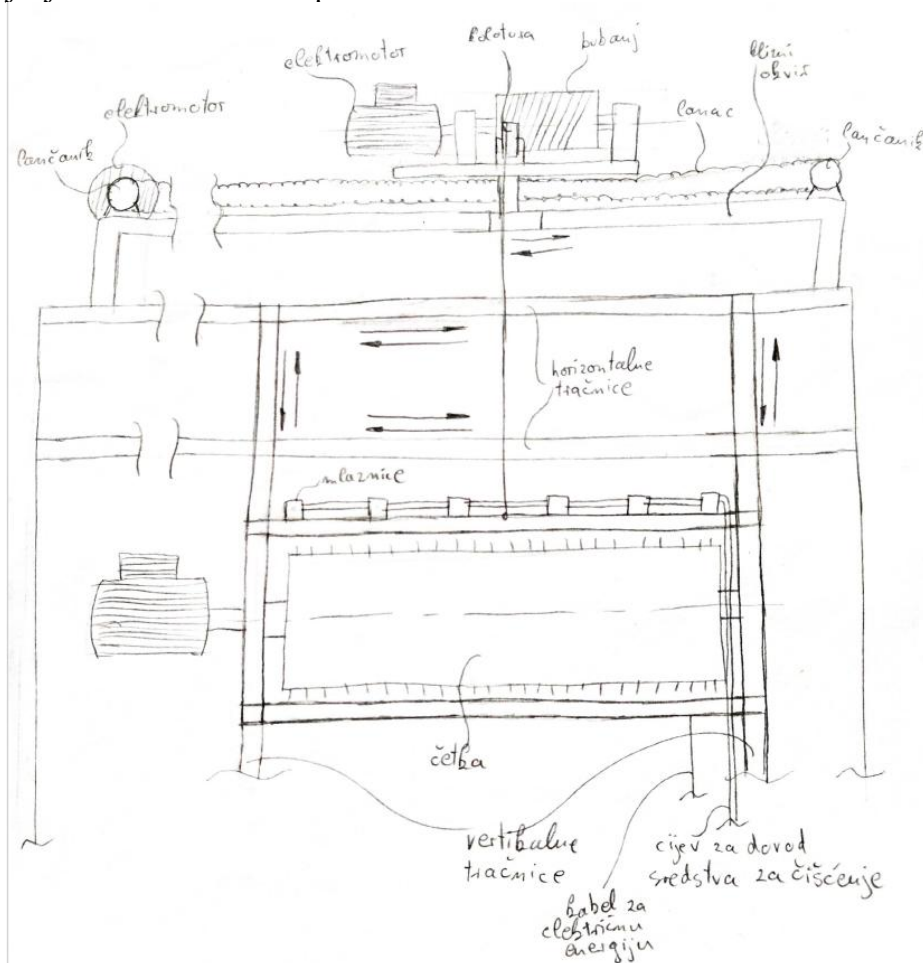 elektromotor
kolotura
bubanj
klizni
okvir
elektromotor
lančanik
lanac
lančanik
horizontalne
tračnice
mlaznice
četka
vertikalne
tračnice
cijev za dovod
sredstva za čišćenje
kabel za
električnu
energiju